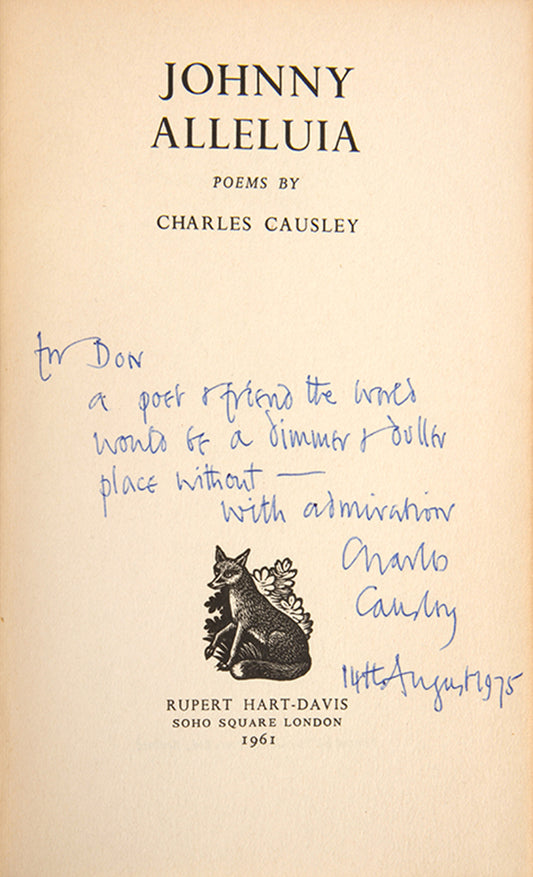 JOHNNY
ALLELUIA
POEMS BY
CHARLES CAUSLEY
for Don
a poet & friend the world
would be a dimmer & duller
place without —
with admiration
Charles
Causley
14th August 1975
RUPERT HART-DAVIS
SOHO SQUARE LONDON
1961